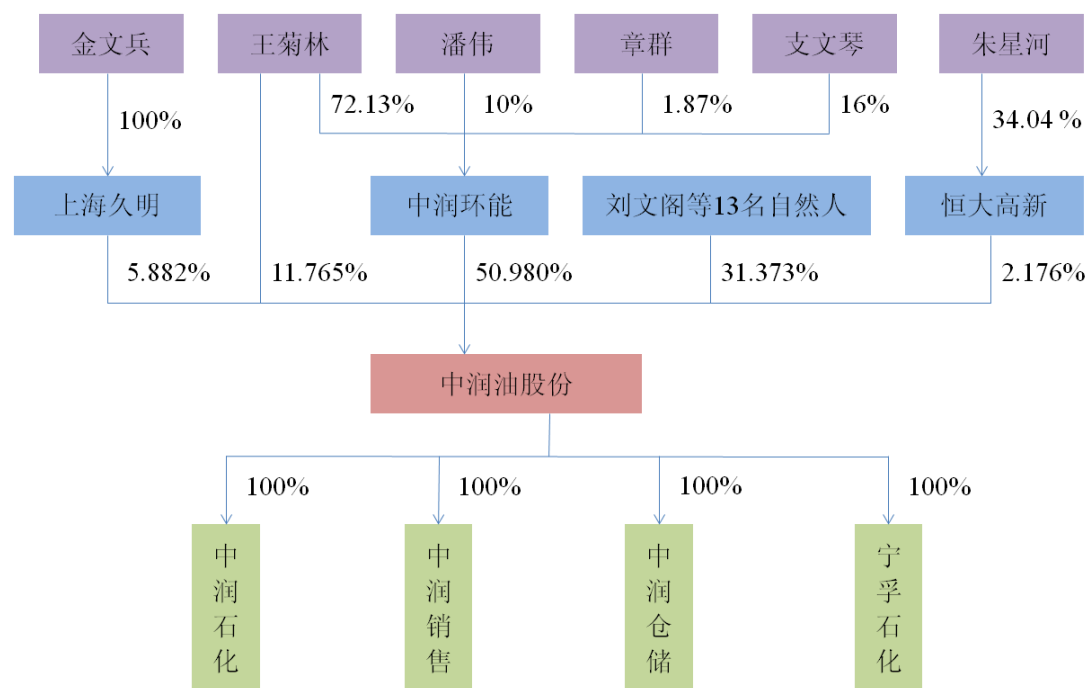 金文兵
王菊林
潘伟
章群
支文琴
朱星河
100%
72.13%
10%
1.87%
16%
34.04 %
上海久明
中润环能
刘文阁等13名自然人
恒大高新
5.882%
11.765%
50.980%
31.373%
2.176%
中润油股份
100%
100%
100%
100%
中润石化
中润销售
中润仓储
宁孚石化